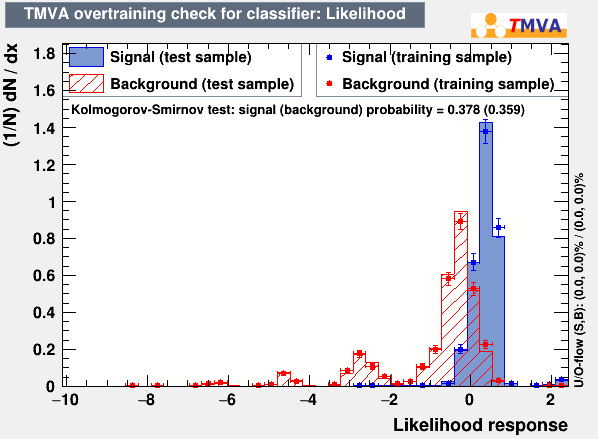 TMVA overtraining check for classifier: Likelihood
TMVA
Signal (test sample)
Signal (training sample)
Background (test sample)
Background (training sample)
Kolmogorov-Smirnov test: signal (background) probability = 0.378 (0.359)
(1/N) dN / dx
1.8
1.6
1.4
1.2
1
0.8
0.6
0.4
0.2
0
−10
−8
−6
−4
−2
0
2
Likelihood response
U/O-flow (S,B): (0.0, 0.0)% / (0.0, 0.0)%